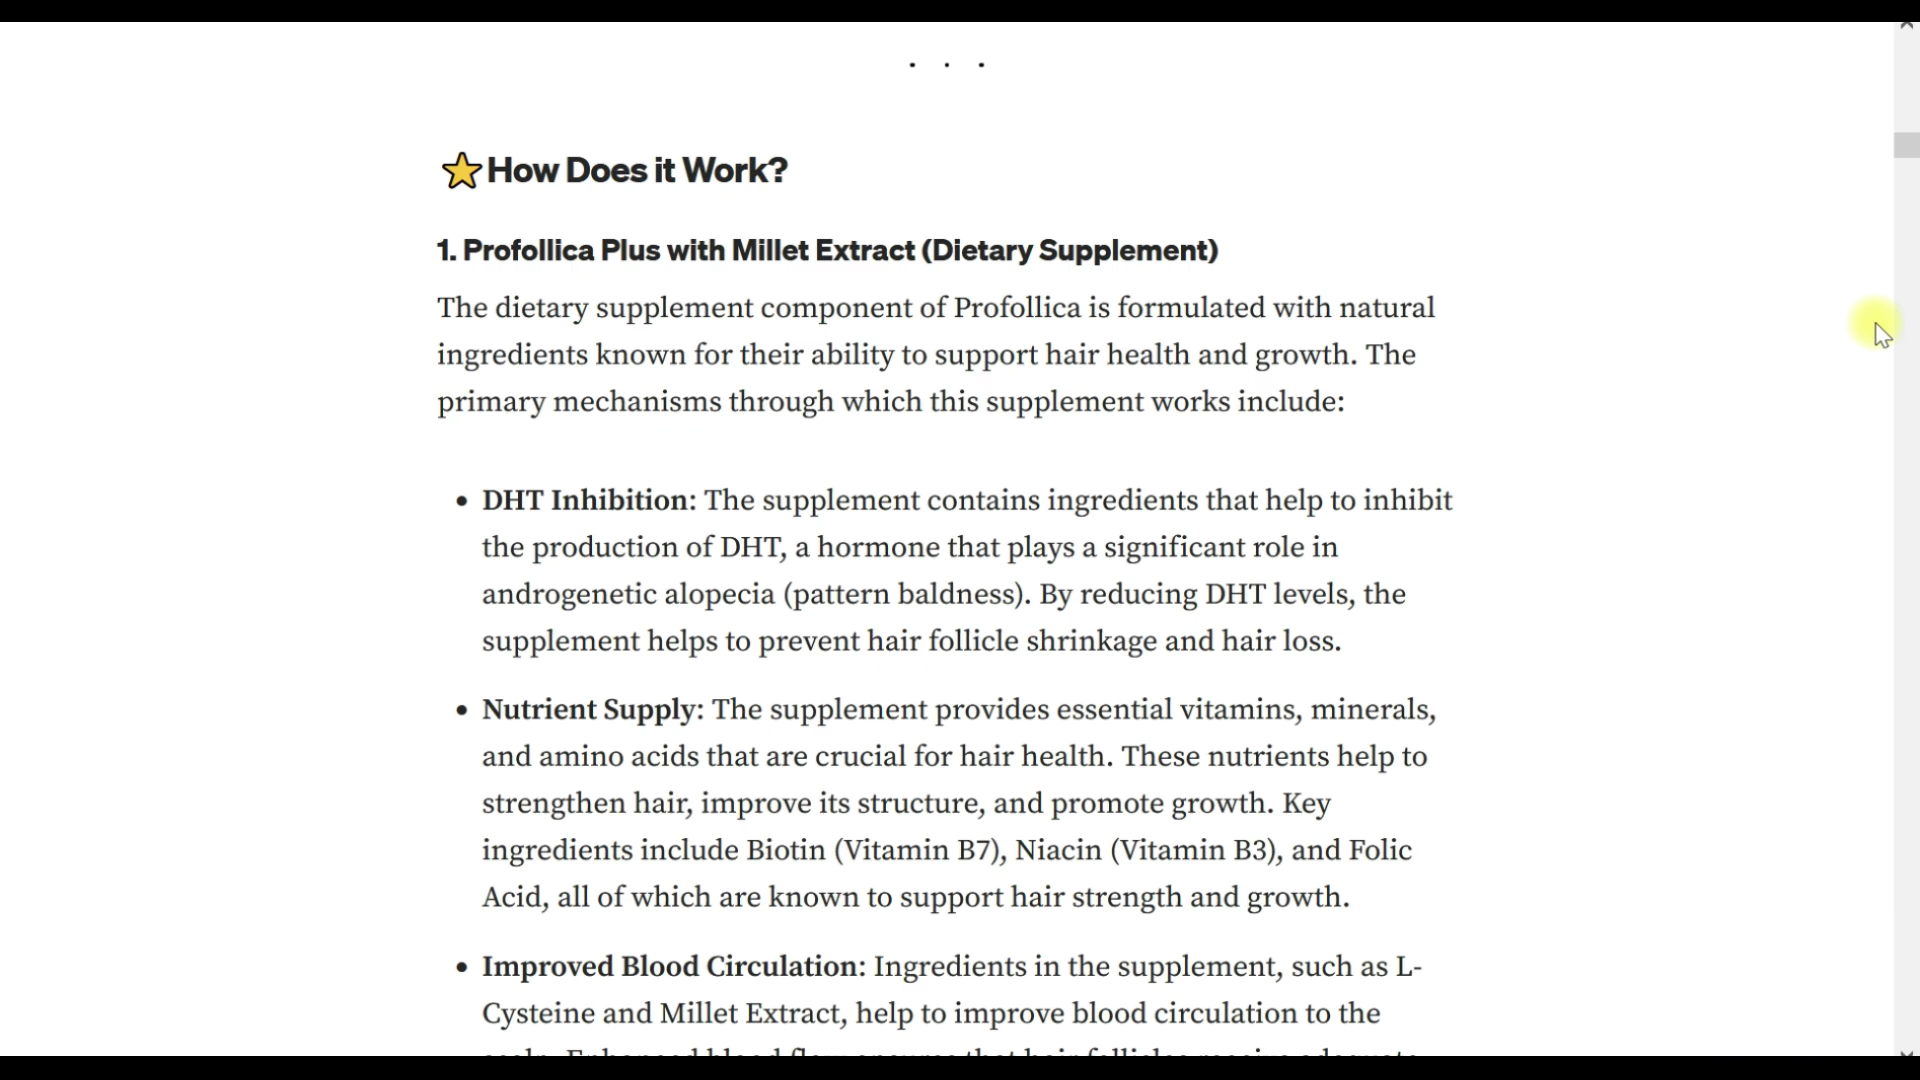 . . .
⭐How Does it Work?
1. Profollica Plus with Millet Extract (Dietary Supplement)
The dietary supplement component of Profollica is formulated with natural
ingredients known for their ability to support hair health and growth. The
primary mechanisms through which this supplement works include:
• DHT Inhibition: The supplement contains ingredients that help to inhibit
the production of DHT, a hormone that plays a significant role in
androgenetic alopecia (pattern baldness). By reducing DHT levels, the
supplement helps to prevent hair follicle shrinkage and hair loss.
• Nutrient Supply: The supplement provides essential vitamins, minerals,
and amino acids that are crucial for hair health. These nutrients help to
strengthen hair, improve its structure, and promote growth. Key
ingredients include Biotin (Vitamin B7), Niacin (Vitamin B3), and Folic
Acid, all of which are known to support hair strength and growth.
• Improved Blood Circulation: Ingredients in the supplement, such as L-
Cysteine and Millet Extract, help to improve blood circulation to the